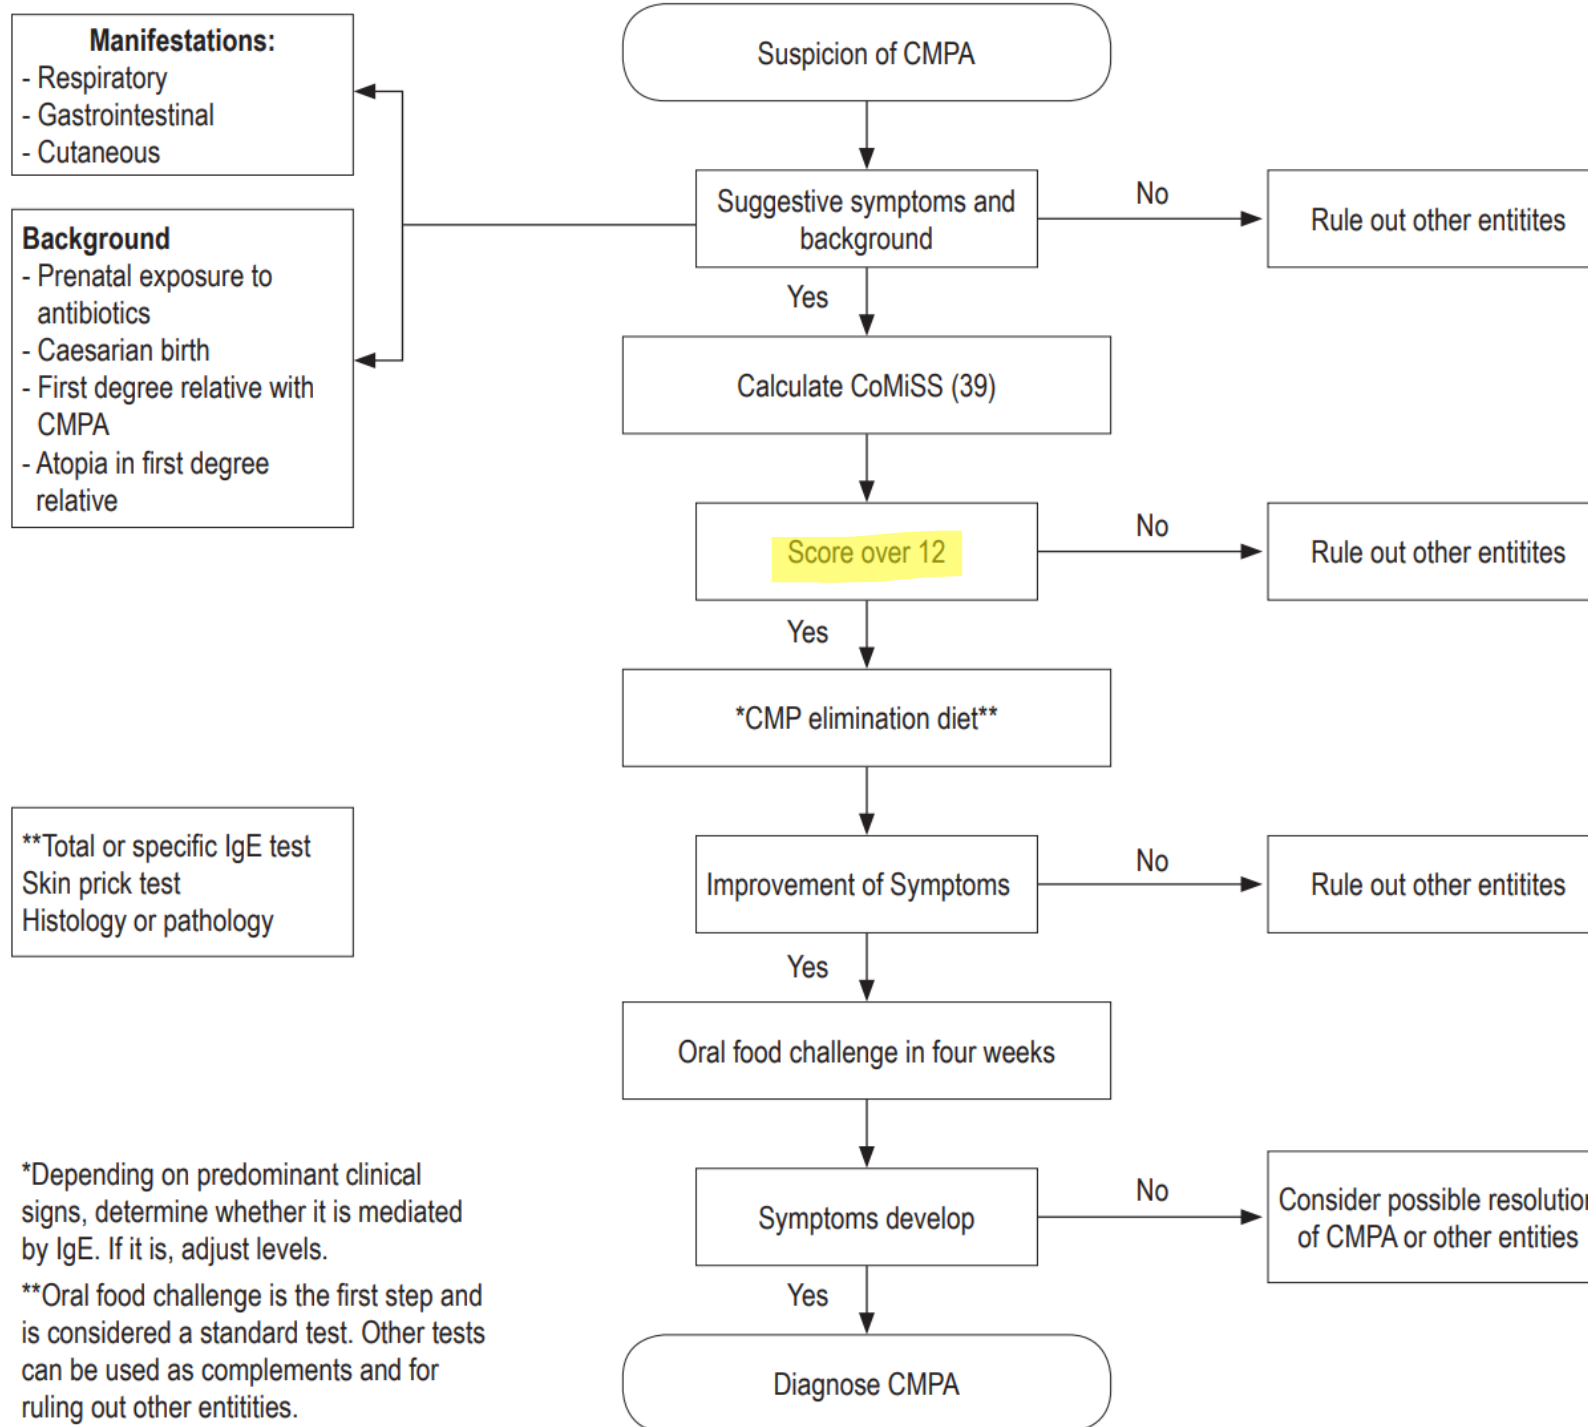 Manifestations:
- Respiratory
- Gastrointestinal
- Cutaneous
Background
- Prenatal exposure to
antibiotics
- Caesarian birth
- First degree relative with
CMPA
- Atopia in first degree
relative
Suspicion of CMPA
Suggestive symptoms and
background
No
Rule out other entitites
Yes
Calculate CoMiSS (39)
Score over 12
No
Rule out other entitites
Yes
*CMP elimination diet**
**Total or specific IgE test
Skin prick test
Histology or pathology
Improvement of Symptoms
No
Rule out other entitites
Yes
Oral food challenge in four weeks
Symptoms develop
No
Consider possible resolution
of CMPA or other entities
Yes
Diagnose CMPA
*Depending on predominant clinical
signs, determine whether it is mediated
by IgE. If it is, adjust levels.
**Oral food challenge is the first step and
is considered a standard test. Other tests
can be used as complements and for
ruling out other entitities.